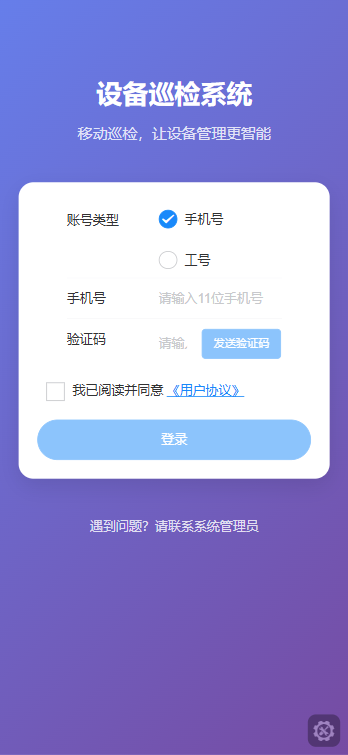 设备巡检系统
移动巡检，让设备管理更智能
账号类型
手机号
工号
手机号 请输入11位手机号
验证码 请输, 发送验证码
我已阅读并同意 《用户协议》
登录
遇到问题？请联系系统管理员